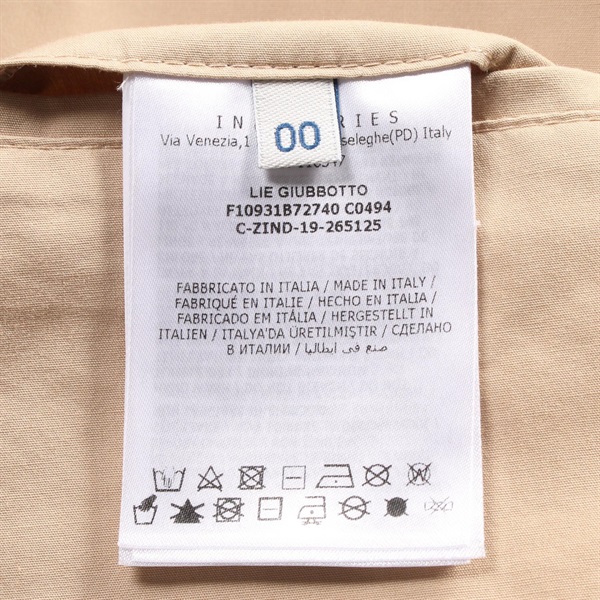 IN RIES
Via Venezia,1 seleghe(PD) Italy
00
LIE GIUBBOTTO
F10931B72740 C0494
C-ZIND-19-265125
FABBRICATO IN ITALIA / MADE IN ITALY /
FABRIQUÉ EN ITALIE / HECHO EN ITALIA /
FABRICADO EM ITÁLIA / HERGESTELLT IN
ITALIEN / ITALYA'DA ÜRETILMIŞTIR / СДЕЛАНО
В ИТАЛИИ / صنع في ايطاليا